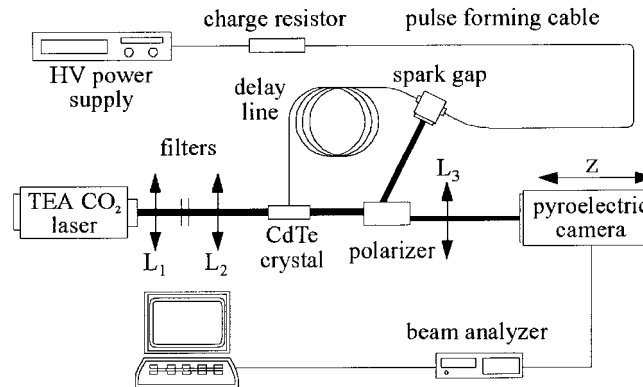 charge resistor
pulse forming cable
HV power
supply
delay
line
spark gap
filters
L3
Z
TEA CO2
laser
pyroelectric
camera
L1
L2
CdTe
crystal
polarizer
beam analyzer